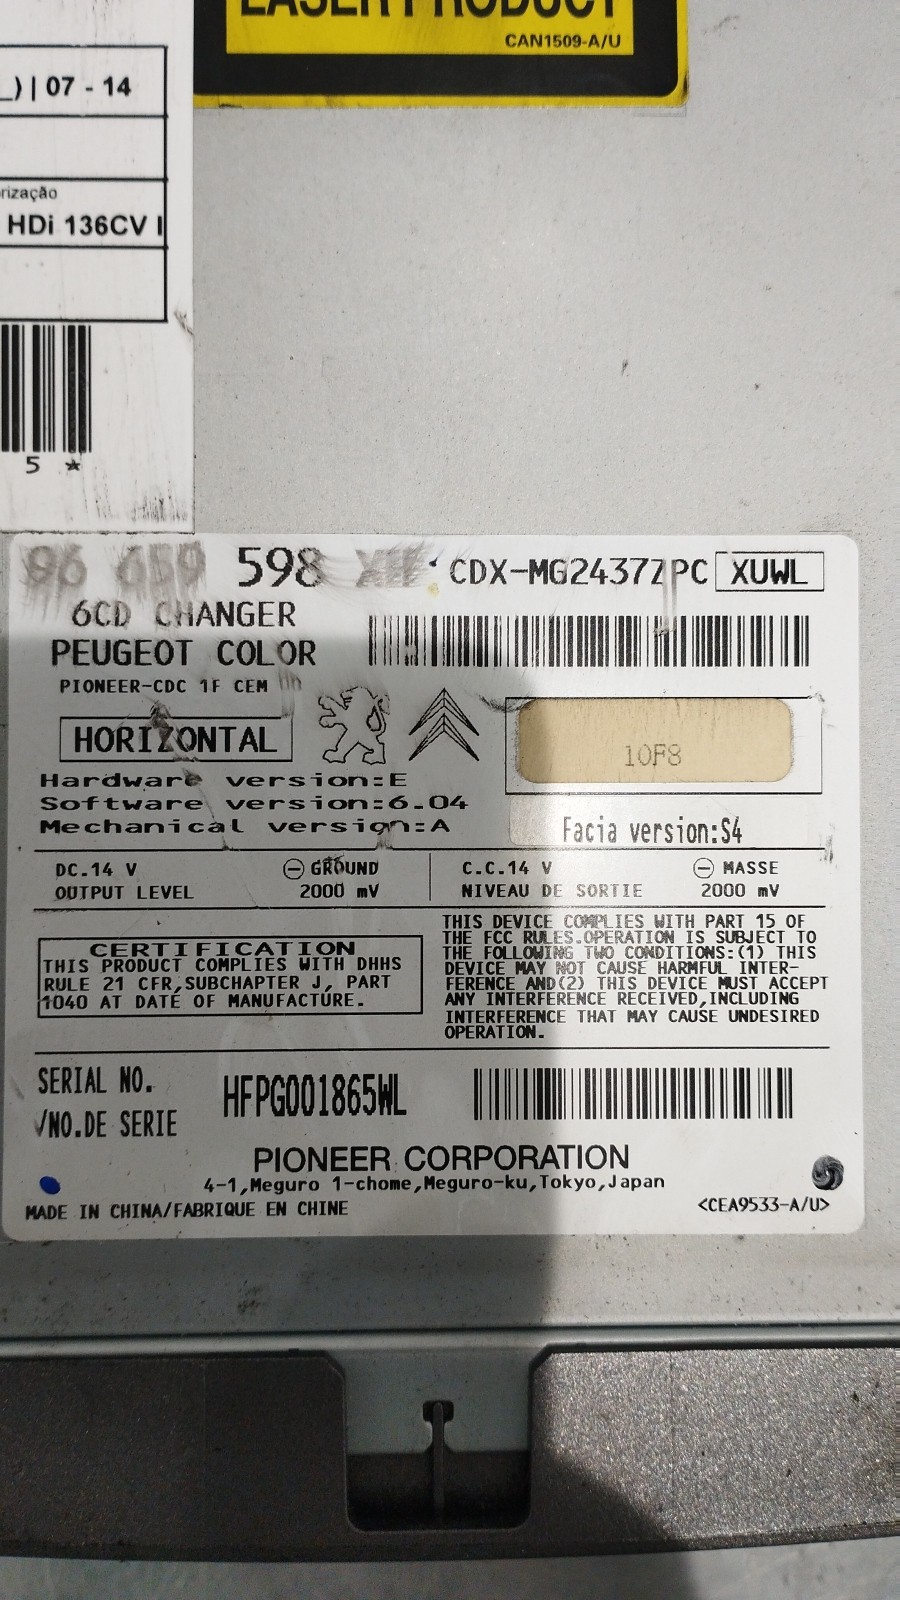 LASER PRODUCT
CAN1509-A/U
_) | 07 - 14
rização
HDi 136CV I
5 *
96 659 598 CDX-MG2437ZPC XUWL
6CD CHANGER
PEUGEOT COLOR
PIONEER-CDC 1F CEM
HORIZONTAL
10F8
Hardware version:E
Software version:6.04
Mechanical version:A
Facia version:S4
DC.14 V ⊖ GROUND
OUTPUT LEVEL 2000 mV
C.C.14 V ⊖ MASSE
NIVEAU DE SORTIE 2000 mV
CERTIFICATION
THIS PRODUCT COMPLIES WITH DHHS
RULE 21 CFR,SUBCHAPTER J, PART
1040 AT DATE OF MANUFACTURE.
THIS DEVICE COMPLIES WITH PART 15 OF
THE FCC RULES.OPERATION IS SUBJECT TO
THE FOLLOWING TWO CONDITIONS:(1) THIS
DEVICE MAY NOT CAUSE HARMFUL INTER-
FERENCE AND(2) THIS DEVICE MUST ACCEPT
ANY INTERFERENCE RECEIVED,INCLUDING
INTERFERENCE THAT MAY CAUSE UNDESIRED
OPERATION.
SERIAL NO.
/NO.DE SERIE
HFPG001865WL
PIONEER CORPORATION
4-1,Meguro 1-chome,Meguro-ku,Tokyo,Japan
MADE IN CHINA/FABRIQUE EN CHINE
<CEA9533-A/U>